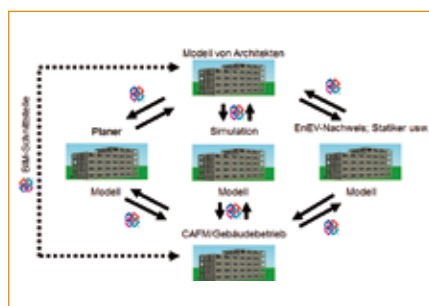 Modell von Architekten
Planer
Simulation
EnEV-Nachweis; Statiker usw.
Modell
Modell
Modell
CAFM/Gebäudebetrieb
BIM-Schnittstelle